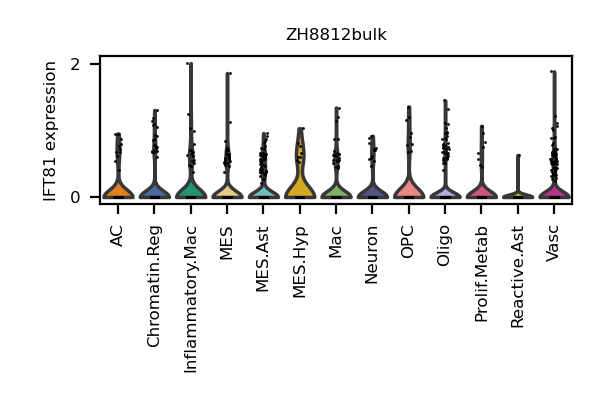 ZH8812bulk
IFT81 expression
2
0
AC
Chromatin.Reg
Inflammatory.Mac
MES
MES.Ast
MES.Hyp
Mac
Neuron
OPC
Oligo
Prolif.Metab
Reactive.Ast
Vasc